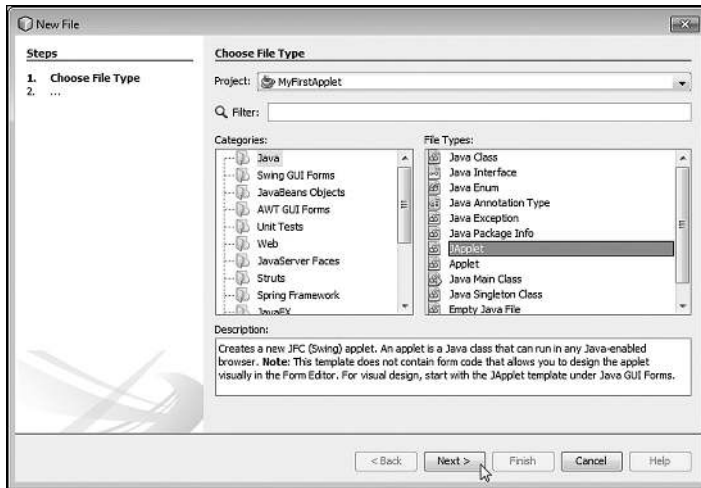 New File
Steps
1. Choose File Type
2. ...
Choose File Type
Project: MyFirstApplet
Filter:
Categories:
Java
Swing GUI Forms
JavaBeans Objects
AWT GUI Forms
Unit Tests
Web
JavaServer Faces
Struts
Spring Framework
JavaFX
File Types:
Java Class
Java Interface
Java Enum
Java Annotation Type
Java Exception
Java Package Info
JApplet
Applet
Java Main Class
Java Singleton Class
Empty Java File
Description:
Creates a new JFC (Swing) applet. An applet is a Java class that can run in any Java-enabled
browser. Note: This template does not contain form code that allows you to design the applet
visually in the Form Editor. For visual design, start with the JApplet template under Java GUI Forms.
< Back Next > Finish Cancel Help